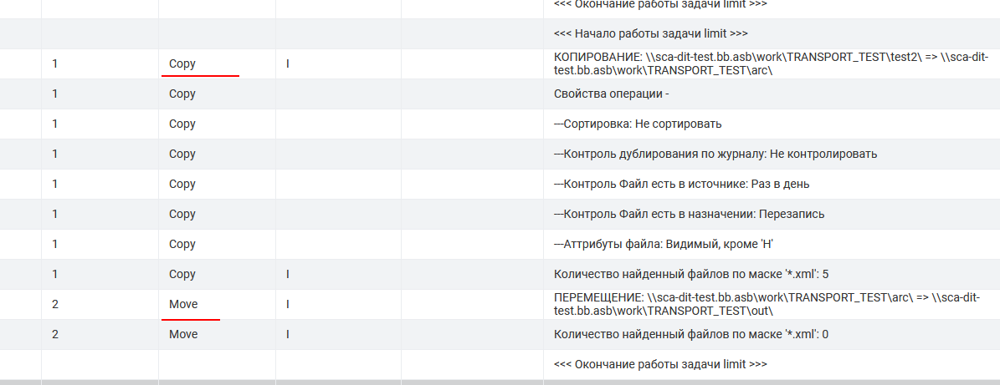 <<< Окончание работы задачи limit >>>
<<< Начало работы задачи limit >>>
1 Copy I КОПИРОВАНИЕ: \\sca-dit-test.bb.asb\work\TRANSPORT_TEST\test2\ => \\sca-dit-
test.bb.asb\work\TRANSPORT_TEST\arc\
1 Copy Свойства операции -
1 Copy ---Сортировка: Не сортировать
1 Copy ---Контроль дублирования по журналу: Не контролировать
1 Copy ---Контроль Файл есть в источнике: Раз в день
1 Copy ---Контроль Файл есть в назначении: Перезапись
1 Copy ---Аттрибуты файла: Видимый, кроме 'H'
1 Copy I Количество найденный файлов по маске '*.xml': 5
2 Move I ПЕРЕМЕЩЕНИЕ: \\sca-dit-test.bb.asb\work\TRANSPORT_TEST\arc\ => \\sca-dit-
test.bb.asb\work\TRANSPORT_TEST\out\
2 Move I Количество найденный файлов по маске '*.xml': 0
<<< Окончание работы задачи limit >>>